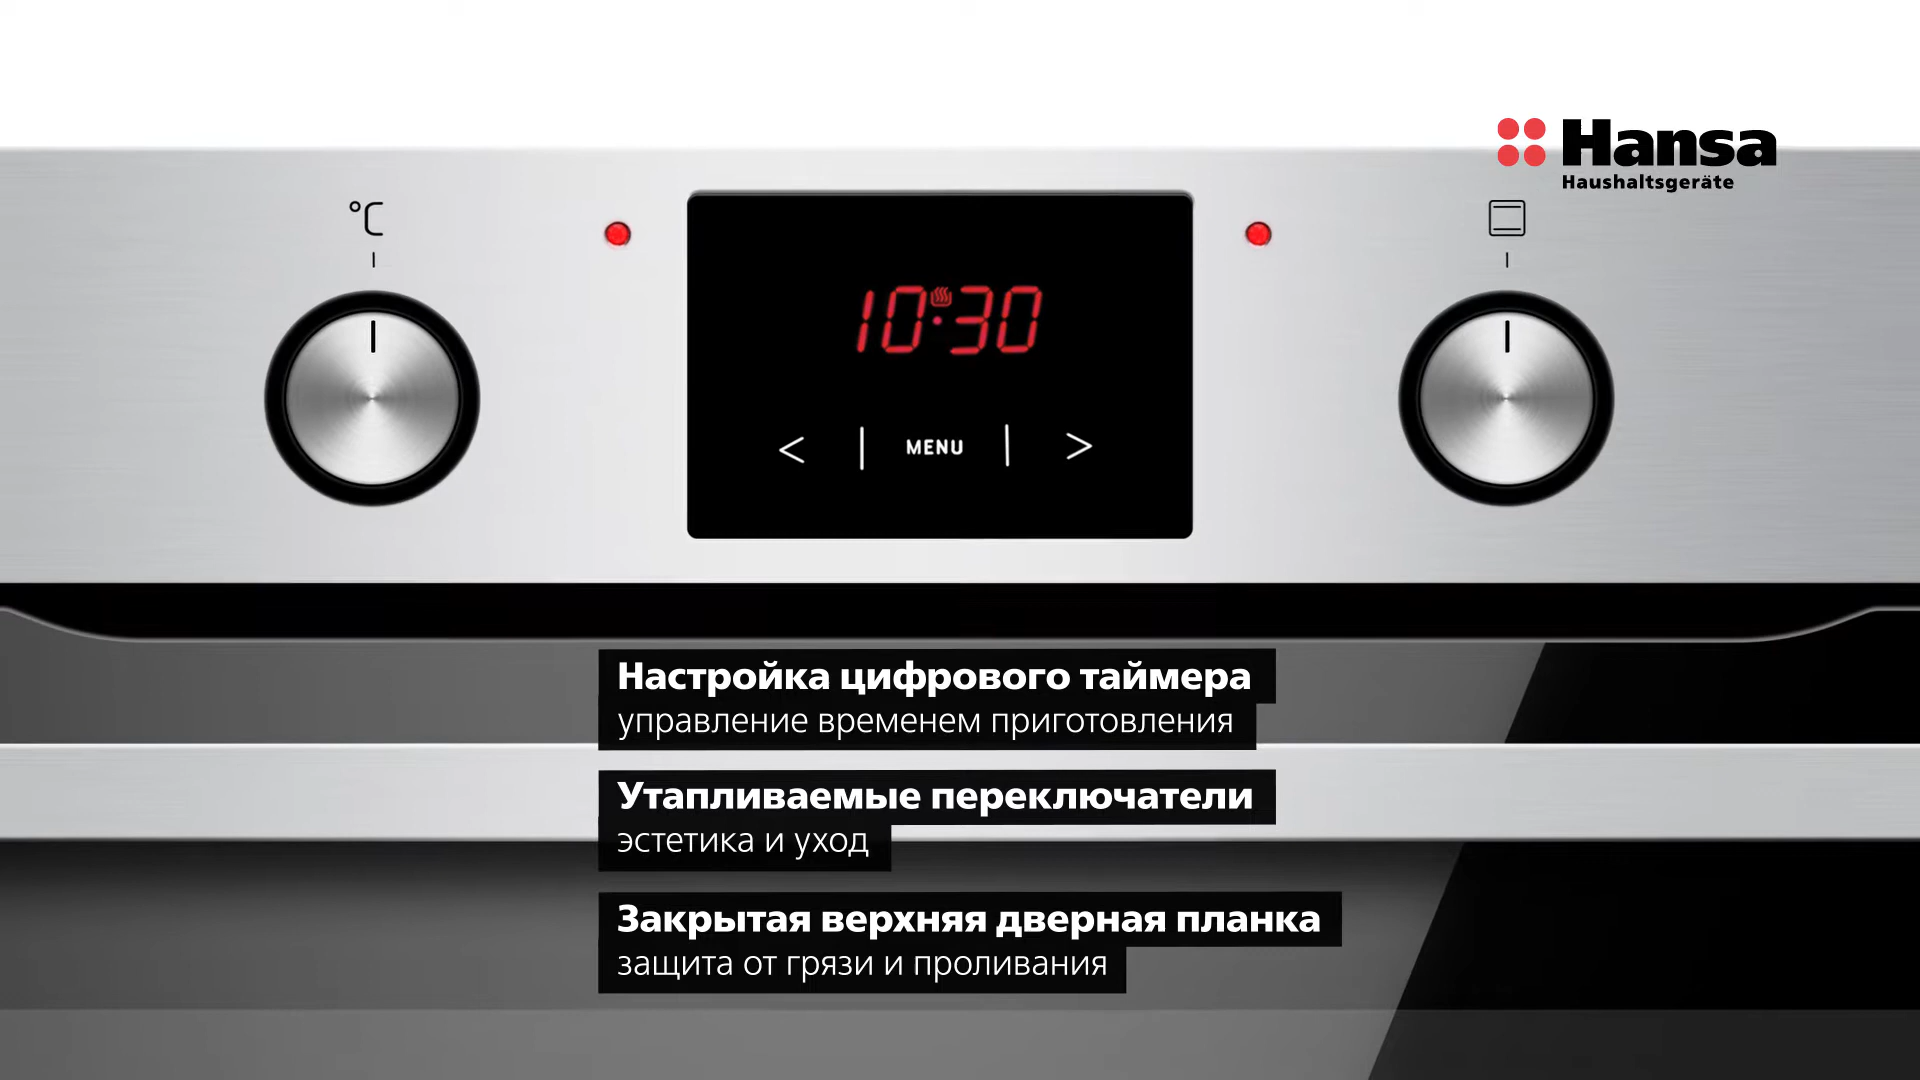 Hansa
Haushaltsgeräte
°C
10:30
< | MENU | >
Настройка цифрового таймера
управление временем приготовления
Утапливаемые переключатели
эстетика и уход
Закрытая верхняя дверная планка
защита от грязи и проливания